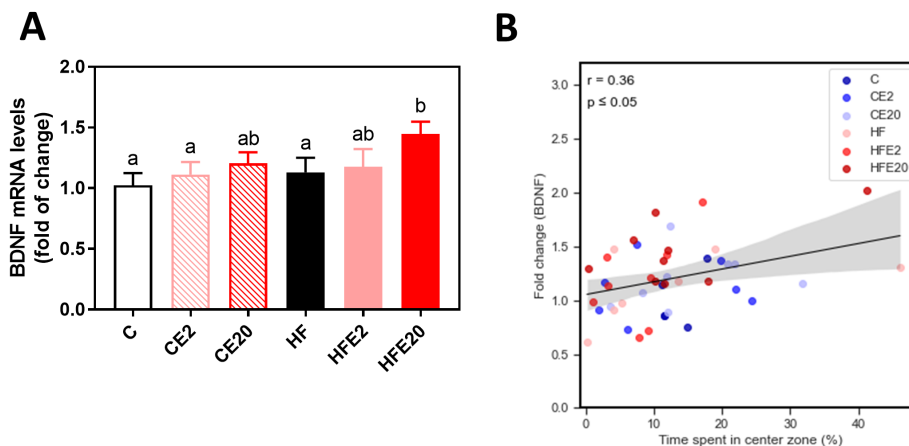 A
BDNF mRNA levels
(fold of change)
2.0
1.5
1.0
0.5
0.0
a
a
ab
a
ab
b
C
CE2
CE20
HF
HFE2
HFE20
B
Fold change (BDNF)
3.0
2.5
2.0
1.5
1.0
0.5
0.0
r = 0.36
p ≤ 0.05
C
CE2
CE20
HF
HFE2
HFE20
0
10
20
30
40
Time spent in center zone (%)